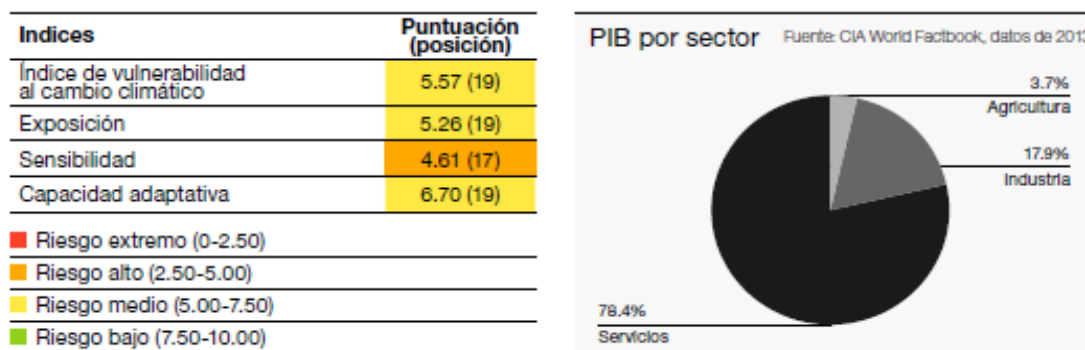 Indices Puntuación (posición)
Índice de vulnerabilidad
al cambio climático 5.57 (19)
Exposición 5.26 (19)
Sensibilidad 4.61 (17)
Capacidad adaptativa 6.70 (19)
Riesgo extremo (0-2.50)
Riesgo alto (2.50-5.00)
Riesgo medio (5.00-7.50)
Riesgo bajo (7.50-10.00)
PIB por sector Fuente: CIA World Factbook, datos de 2013
3.7%
Agricultura
17.9%
Industria
78.4%
Servicios